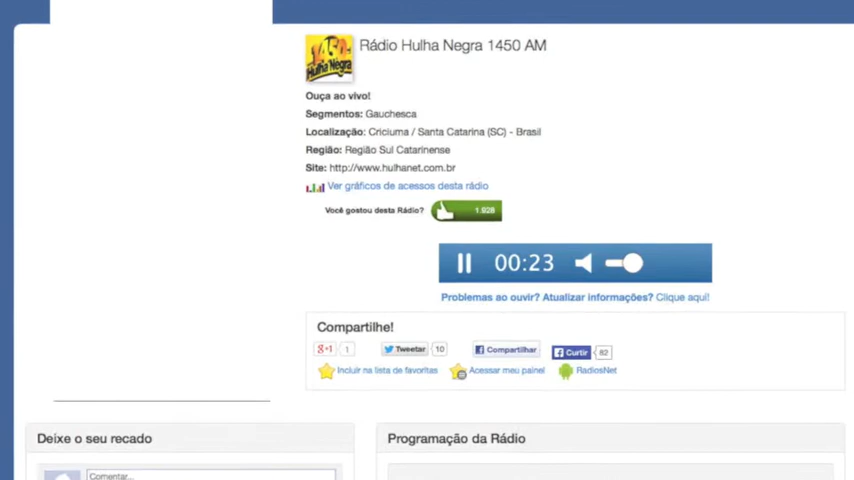 1450
Hulha Negra
Rádio Hulha Negra 1450 AM
Ouça ao vivo!
Segmentos: Gauchesca
Localização: Criciuma / Santa Catarina (SC) - Brasil
Região: Região Sul Catarinense
Site: http://www.hulhanet.com.br
Ver gráficos de acessos desta rádio
Você gostou desta Rádio? 1.928
00:23
Problemas ao ouvir? Atualizar informações? Clique aqui!
Compartilhe!
g+1 1 Tweetar 10 Compartilhar Curtir 82
Incluir na lista de favoritas Acessar meu painel RadiosNet
Deixe o seu recado
Comentar...
Programação da Rádio